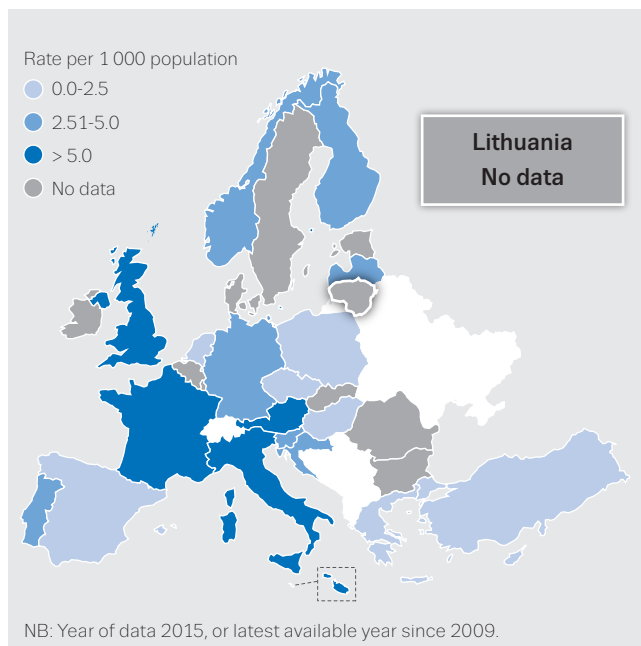 Rate per 1 000 population
0.0-2.5
2.51-5.0
> 5.0
No data
Lithuania
No data
NB: Year of data 2015, or latest available year since 2009.